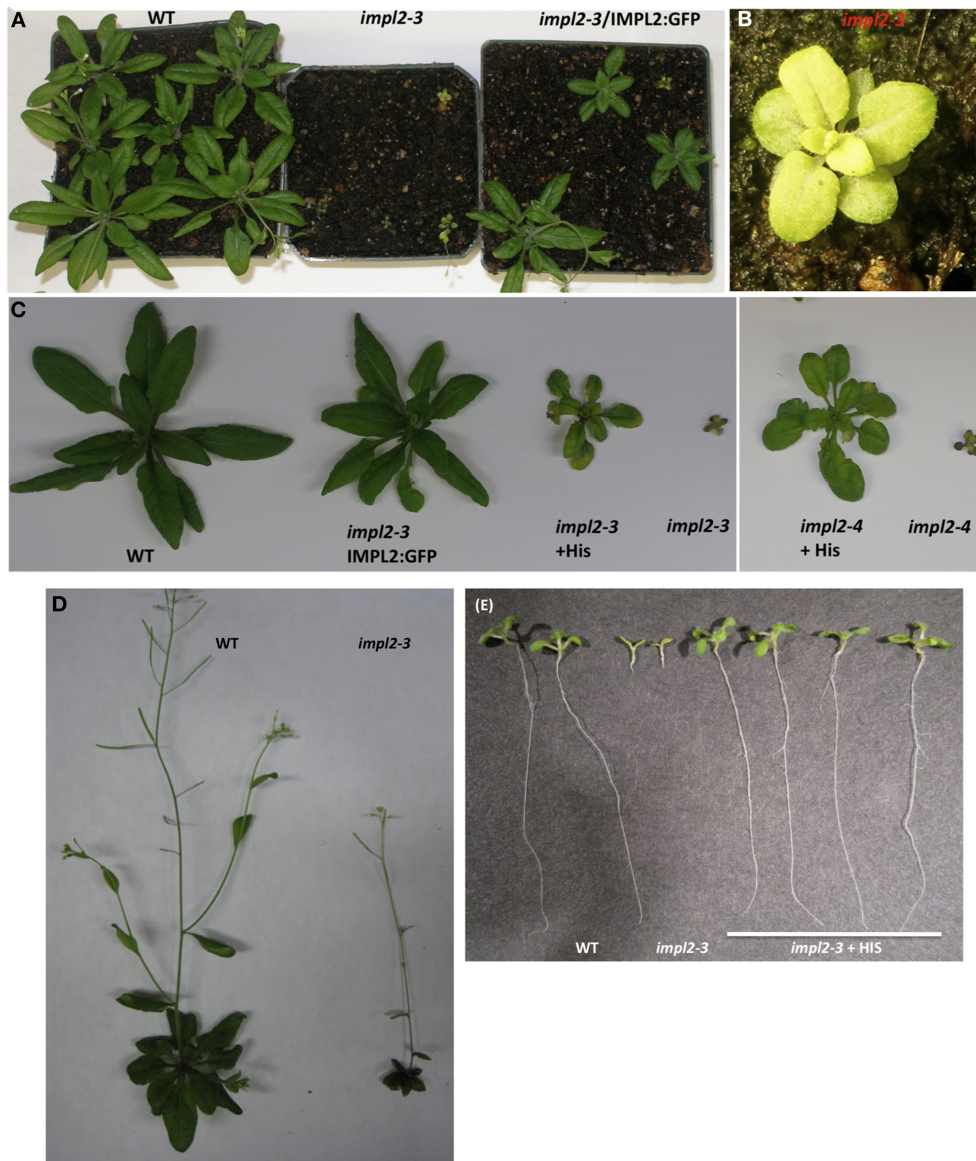 A
WT
impl2-3
impl2-3/IMPL2:GFP
B
impl2-3
C
WT
impl2-3
IMPL2:GFP
impl2-3
+His
impl2-3
impl2-4
+ His
impl2-4
D
WT
impl2-3
(E)
WT
impl2-3
impl2-3 + HIS